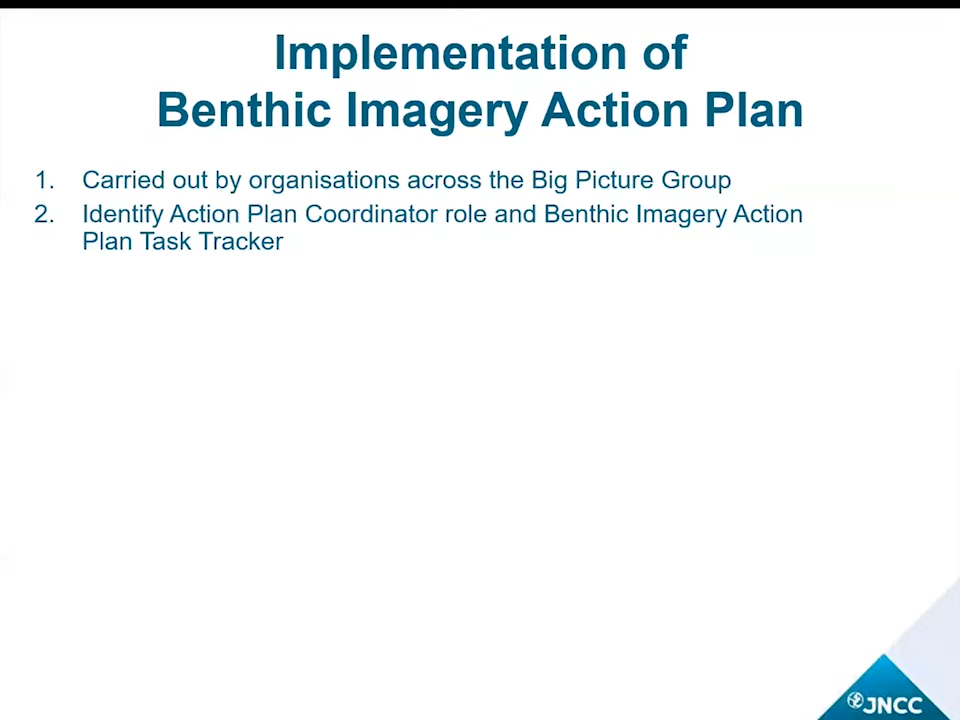 Implementation of
Benthic Imagery Action Plan
1. Carried out by organisations across the Big Picture Group
2. Identify Action Plan Coordinator role and Benthic Imagery Action
Plan Task Tracker
JNCC